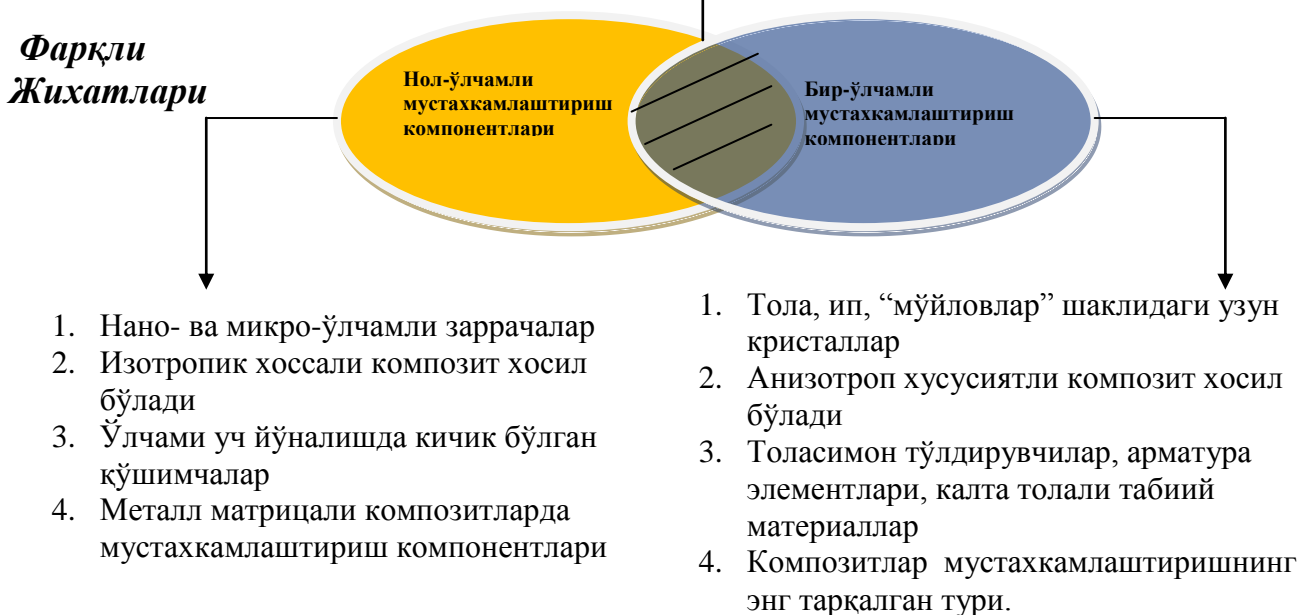 Фарқли
Жихатлари
Нол-ўлчамли
мустахкамлаштириш
компонентлари
Бир-ўлчамли
мустахкамлаштириш
компонентлари
1. Нано- ва микро-ўлчамли заррачалар
2. Изотропик хоссали композит хосил
бўлади
3. Ўлчами уч йўналишда кичик бўлган
қўшимчалар
4. Металл матрицали композитларда
мустахкамлаштириш компонентлари
1. Тола, ип, “мўйловлар” шаклидаги узун
кристаллар
2. Анизотроп хусусиятли композит хосил
бўлади
3. Толасимон тўлдирувчилар, арматура
элементлари, калта толали табиий
материаллар
4. Композитлар мустахкамлаштиришнинг
энг тарқалган тури.